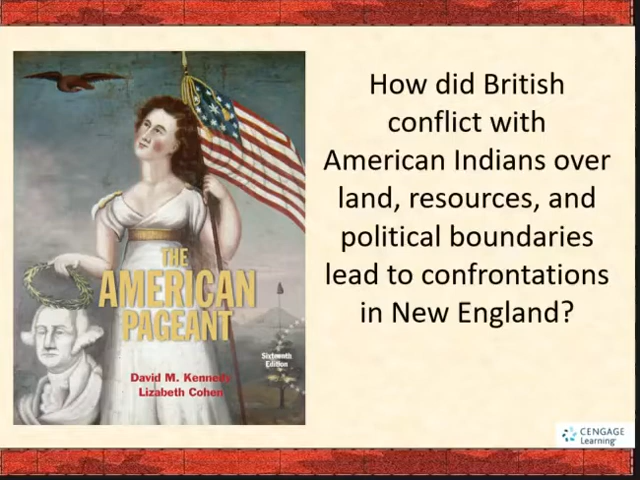 How did British
conflict with
American Indians over
land, resources, and
political boundaries
lead to confrontations
in New England?
THE
AMERICAN
PAGEANT
Sixteenth
Edition
David M. Kennedy
Lizabeth Cohen
CENGAGE
Learning